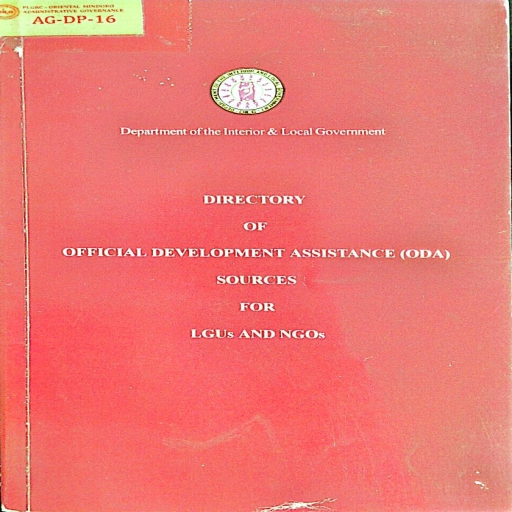 PLGRC - ORIENTAL MINDORO
ADMINISTRATIVE GOVERNANCE
AG-DP-16
Department of the Interior & Local Government
DIRECTORY
OF
OFFICIAL DEVELOPMENT ASSISTANCE (ODA)
SOURCES
FOR
LGUs AND NGOs